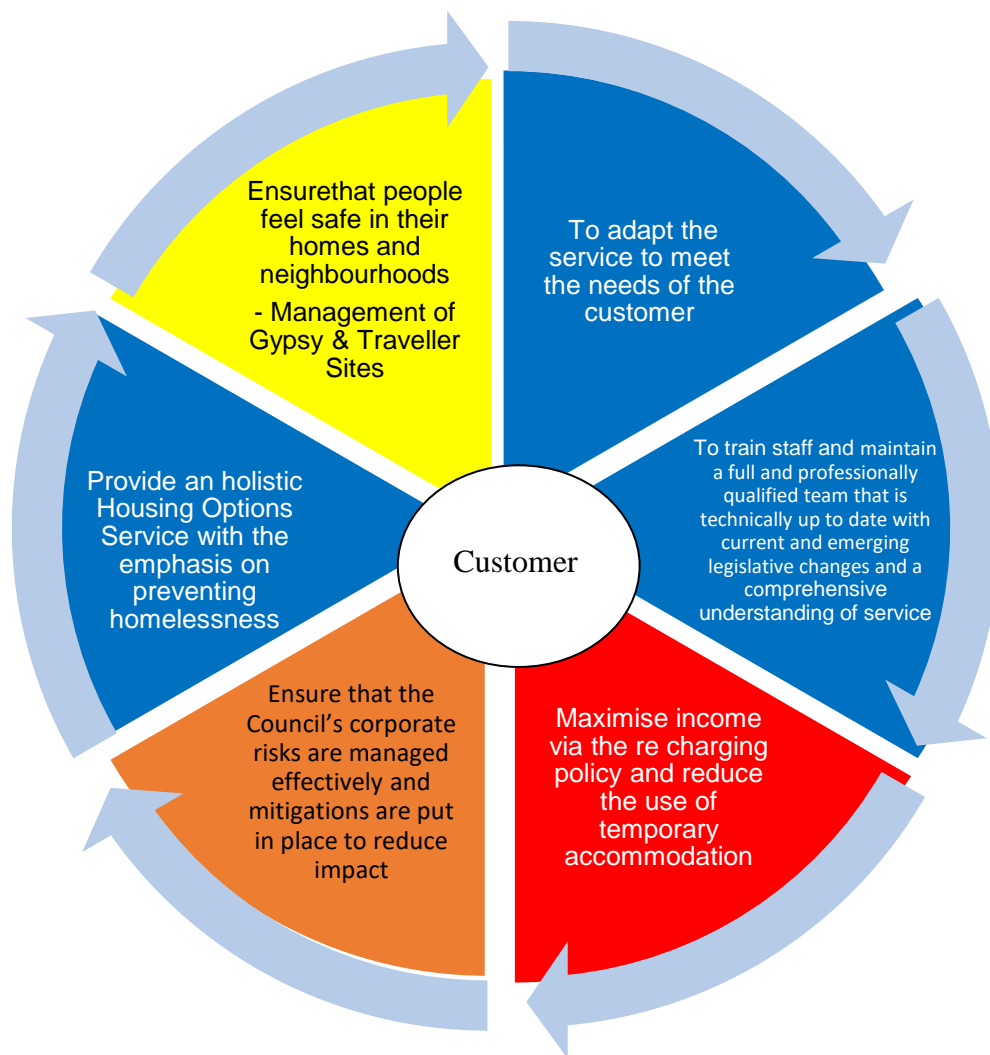 Ensurethat people
feel safe in their
homes and
neighbourhoods
- Management of
Gypsy & Traveller
Sites
To adapt the
service to meet
the needs of the
customer
To train staff and maintain
a full and professionally
qualified team that is
technically up to date with
current and emerging
legislative changes and a
comprehensive
understanding of service
Maximise income
via the re charging
policy and reduce
the use of
temporary
accommodation
Ensure that the
Council’s corporate
risks are managed
effectively and
mitigations are put
in place to reduce
impact
Provide an holistic
Housing Options
Service with the
emphasis on
preventing
homelessness
Customer